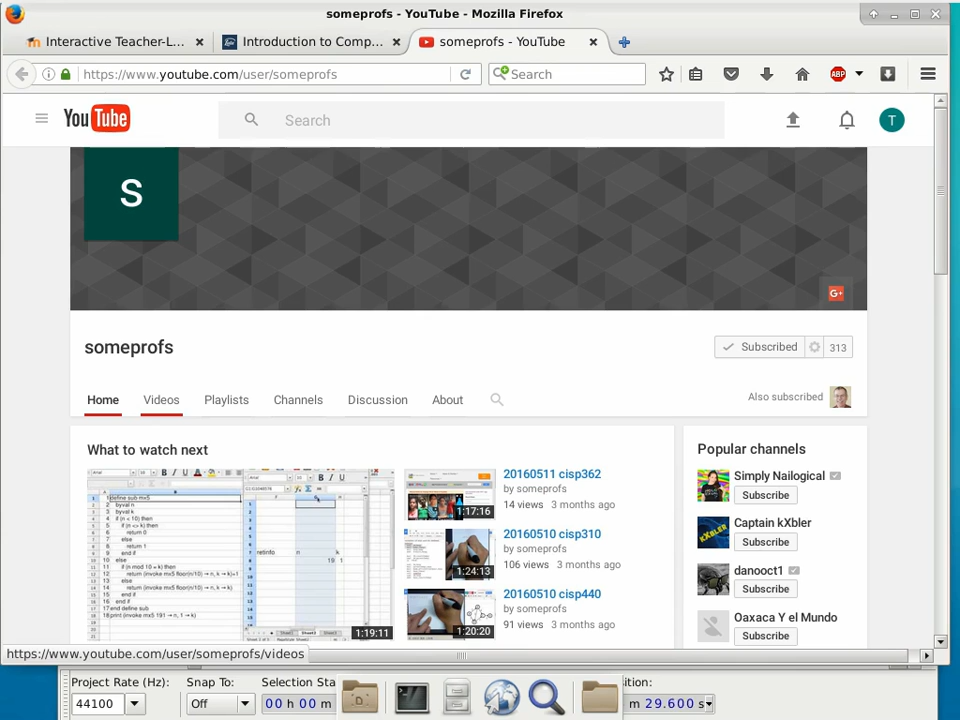 someprofs - YouTube - Mozilla Firefox
Interactive Teacher-L...
Introduction to Comp...
someprofs - YouTube
https://www.youtube.com/user/someprofs
Search
ABP
YouTube
Search
T
S
G+
someprofs
Subscribed
313
Home
Videos
Playlists
Channels
Discussion
About
Also subscribed
What to watch next
Popular channels
1:19:11
20160511 cisp362
by someprofs
14 views 3 months ago
1:17:16
20160510 cisp310
by someprofs
106 views 3 months ago
1:24:13
20160510 cisp440
by someprofs
91 views 3 months ago
1:20:20
Simply Nailogical
Subscribe
Captain kXbler
Subscribe
danooct1
Subscribe
Oaxaca Y el Mundo
Subscribe
https://www.youtube.com/user/someprofs/videos
Project Rate (Hz):
Snap To:
Selection Sta
ition:
44100
Off
00 h 00 m
m 29.600 s